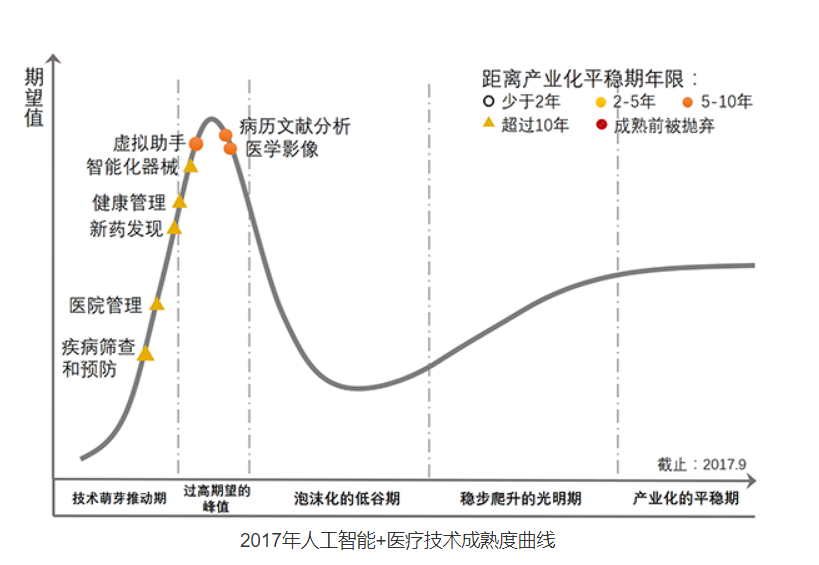 期望值
距离产业化平稳期年限：
少于2年
2-5年
5-10年
超过10年
成熟前被抛弃
病历文献分析
虚拟助手
医学影像
智能化器械
健康管理
新药发现
医院管理
疾病筛查
和预防
截止：2017.9
技术萌芽推动期
过高期望的
峰值
泡沫化的低谷期
稳步爬升的光明期
产业化的平稳期
2017年人工智能+医疗技术成熟度曲线